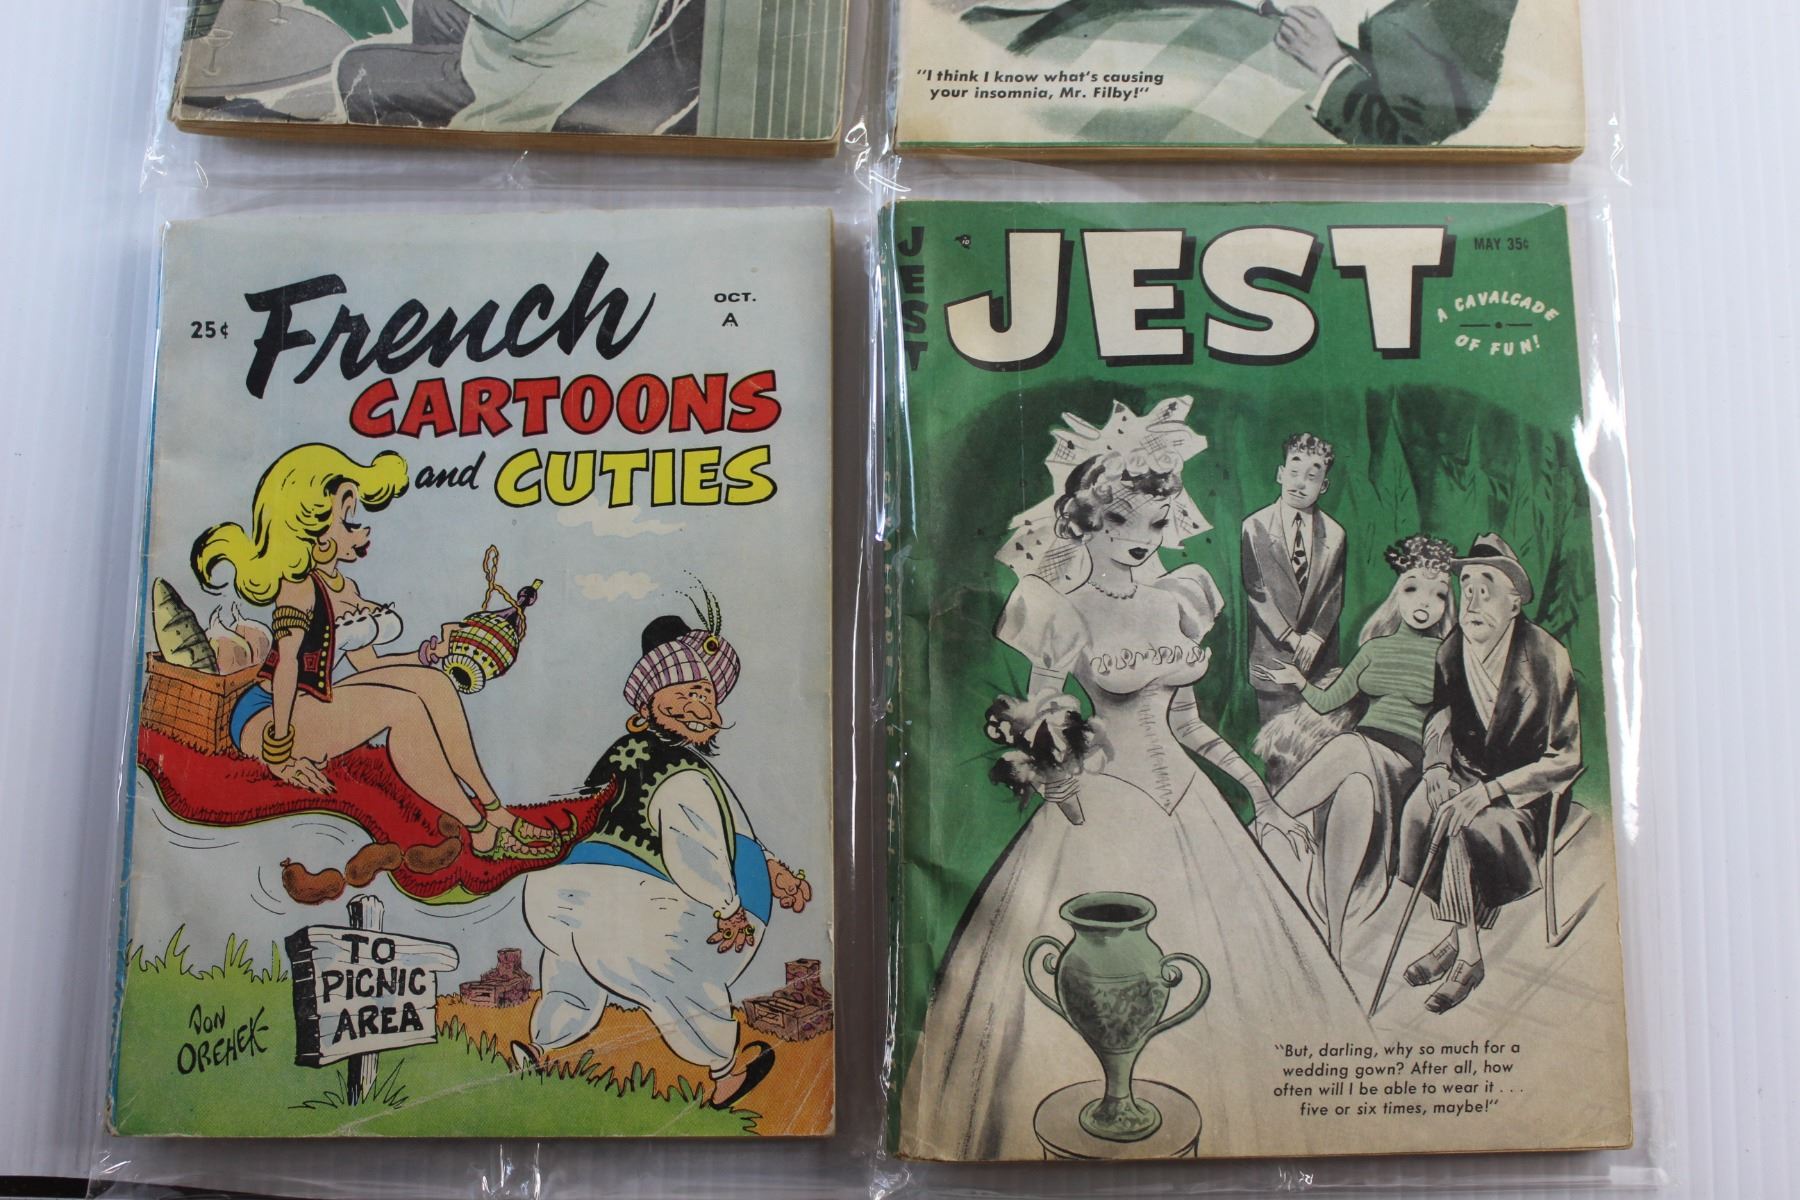 "I think I know what's causing
your insomnia, Mr. Filby!"
25¢
French
OCT.
A
CARTOONS
and CUTIES
TO
PICNIC
AREA
DON
OREHEK
JEST
JEST
MAY 35¢
A CAVALCADE
OF FUN!
"But, darling, why so much for a
wedding gown? After all, how
often will I be able to wear it . . .
five or six times, maybe!"